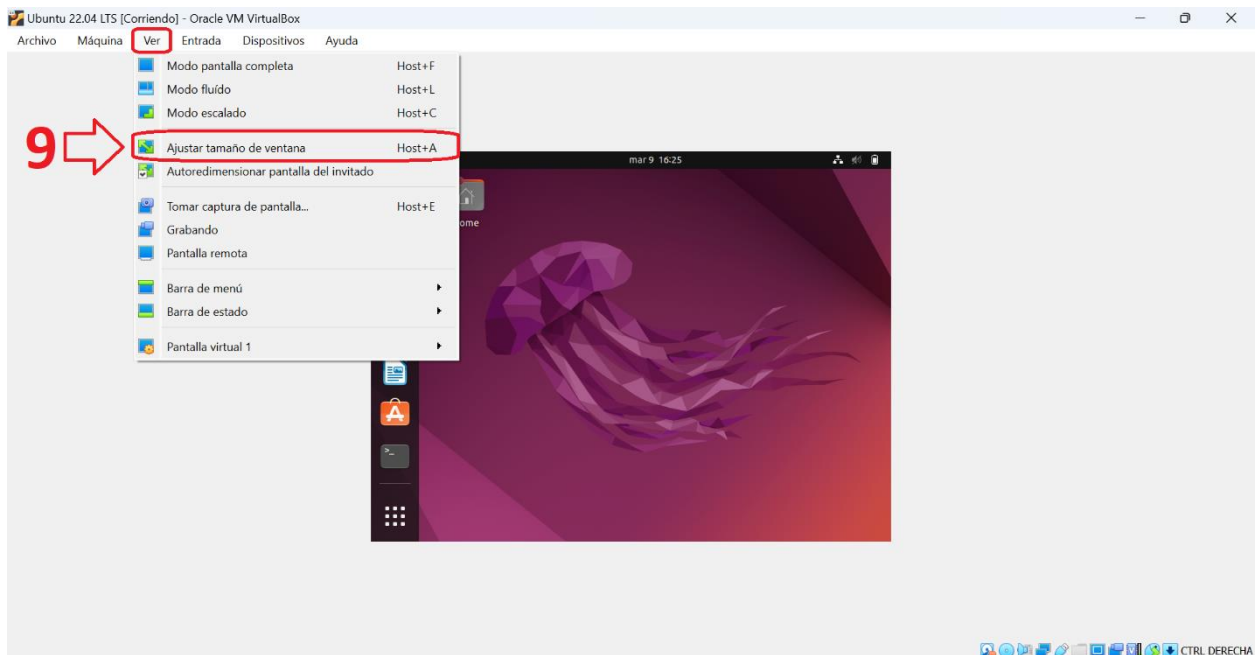 Ubuntu 22.04 LTS [Corriendo] - Oracle VM VirtualBox
Archivo Máquina Ver Entrada Dispositivos Ayuda
Modo pantalla completa Host+F
Modo fluído Host+L
Modo escalado Host+C
9
Ajustar tamaño de ventana Host+A
mar 9 16:25
Autoredimensionar pantalla del invitado
Tomar captura de pantalla... Host+E
ome
Grabando
Pantalla remota
Barra de menú
Barra de estado
Pantalla virtual 1
CTRL DERECHA